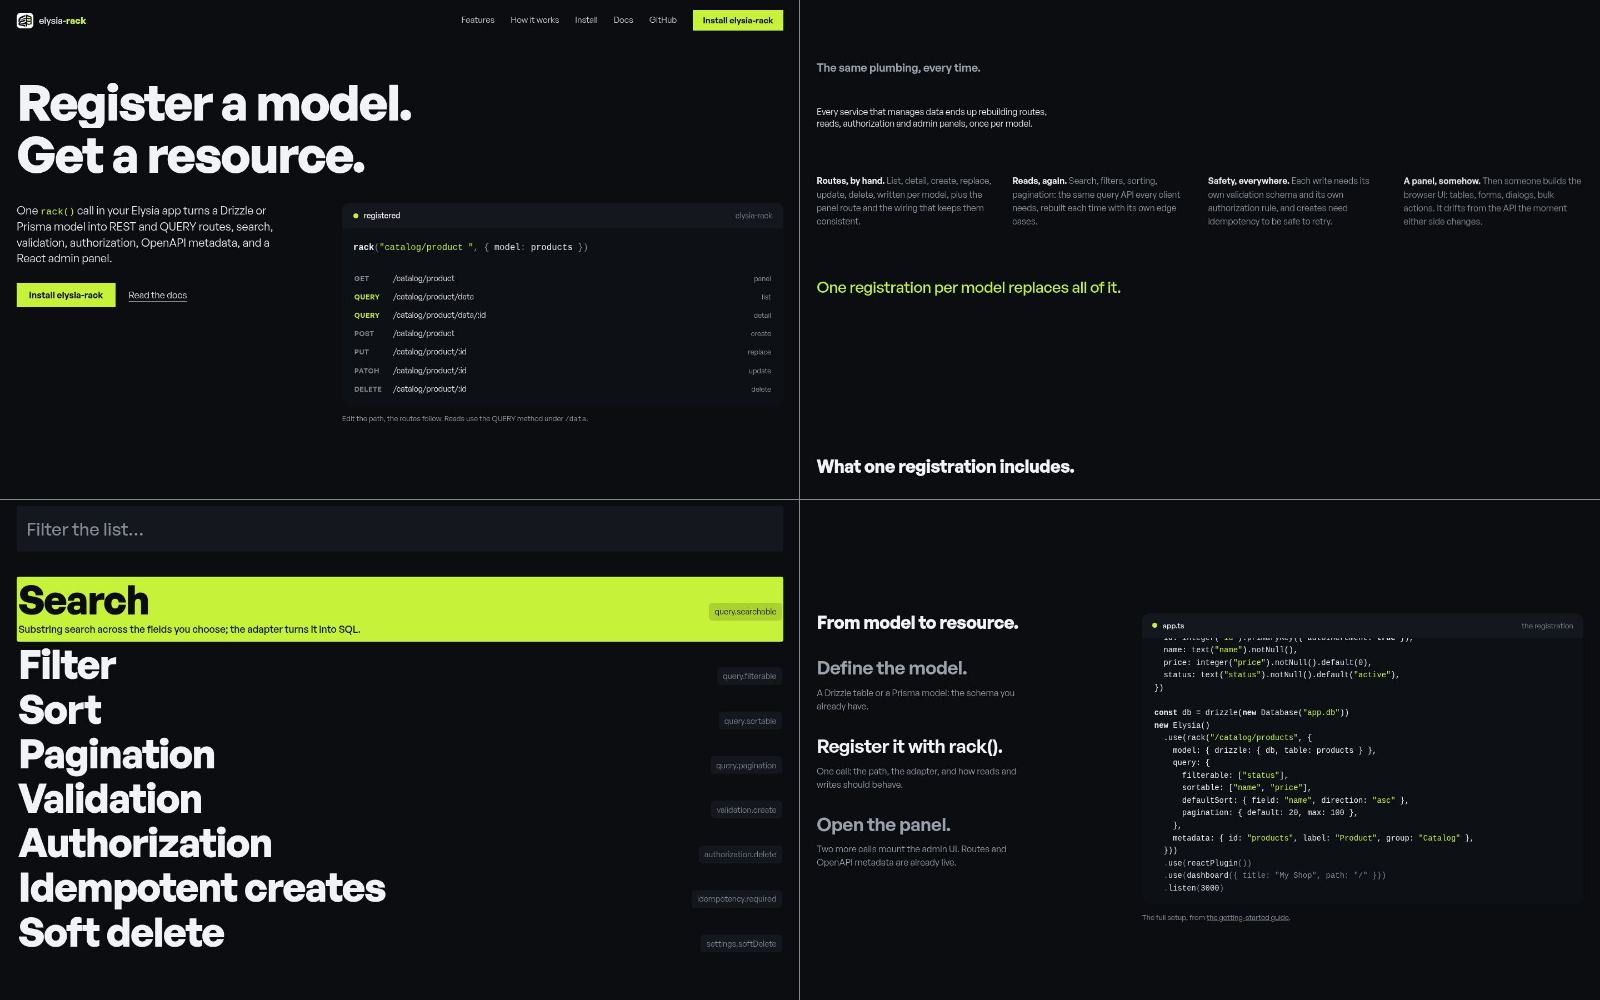 elysia-rack
Features How it works Install Docs GitHub Install elysia-rack
Register a model.
Get a resource.
One rack() call in your Elysia app turns a Drizzle or
Prisma model into REST and QUERY routes, search,
validation, authorization, OpenAPI metadata, and a
React admin panel.
Install elysia-rack Read the docs
registered elysia-rack
rack("catalog/product ", { model: products })
GET /catalog/product panel
QUERY /catalog/product/data list
QUERY /catalog/product/data/:id detail
POST /catalog/product create
PUT /catalog/product/:id replace
PATCH /catalog/product/:id update
DELETE /catalog/product/:id delete
Edit the path, the routes follow. Reads use the QUERY method under /data.
The same plumbing, every time.
Every service that manages data ends up rebuilding routes,
reads, authorization and admin panels, once per model.
Routes, by hand. List, detail, create, replace,
update, delete, written per model, plus the
panel route and the wiring that keeps them
consistent.
Reads, again. Search, filters, sorting,
pagination: the same query API every client
needs, rebuilt each time with its own edge
cases.
Safety, everywhere. Each write needs its
own validation schema and its own
authorization rule, and creates need
idempotency to be safe to retry.
A panel, somehow. Then someone builds the
browser UI: tables, forms, dialogs, bulk
actions. It drifts from the API the moment
either side changes.
One registration per model replaces all of it.
What one registration includes.
Filter the list...
Search
Substring search across the fields you choose; the adapter turns it into SQL.
query.searchable
Filter query.filterable
Sort query.sortable
Pagination query.pagination
Validation validation.create
Authorization authorization.delete
Idempotent creates idempotency.required
Soft delete settings.softDelete
From model to resource.
Define the model.
A Drizzle table or a Prisma model: the schema you
already have.
Register it with rack().
One call: the path, the adapter, and how reads and
writes should behave.
Open the panel.
Two more calls mount the admin UI. Routes and
OpenAPI metadata are already live.
app.ts the registration
id: integer("id").primaryKey({ autoIncrement: true }),
name: text("name").notNull(),
price: integer("price").notNull().default(0),
status: text("status").notNull().default("active"),
})
const db = drizzle(new Database("app.db"))
new Elysia()
.use(rack("/catalog/products", {
model: { drizzle: { db, table: products } },
query: {
filterable: ["status"],
sortable: ["name", "price"],
defaultSort: { field: "name", direction: "asc" },
pagination: { default: 20, max: 100 },
},
metadata: { id: "products", label: "Product", group: "Catalog" },
}))
.use(reactPlugin())
.use(dashboard({ title: "My Shop", path: "/" }))
.listen(3000)
The full setup, from the getting-started guide.